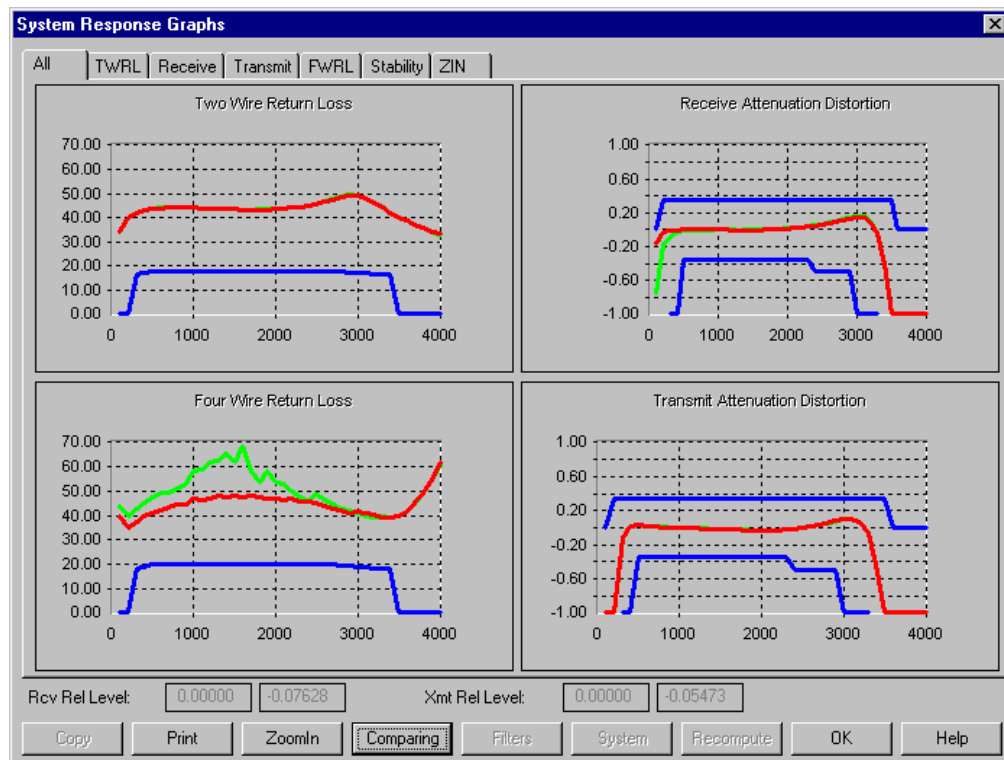 System Response Graphs
All TWRL Receive Transmit FWRL Stability ZIN
Two Wire Return Loss
70.00
60.00
50.00
40.00
30.00
20.00
10.00
0.00
0 1000 2000 3000 4000
Receive Attenuation Distortion
1.00
0.60
0.20
-0.20
-0.60
-1.00
0 1000 2000 3000 4000
Four Wire Return Loss
70.00
60.00
50.00
40.00
30.00
20.00
10.00
0.00
0 1000 2000 3000 4000
Transmit Attenuation Distortion
1.00
0.60
0.20
-0.20
-0.60
-1.00
0 1000 2000 3000 4000
Rcv Rel Level: 0.00000 -0.07628 Xmt Rel Level: 0.00000 -0.05473
Copy Print ZoomIn Comparing Filters System Recompute OK Help